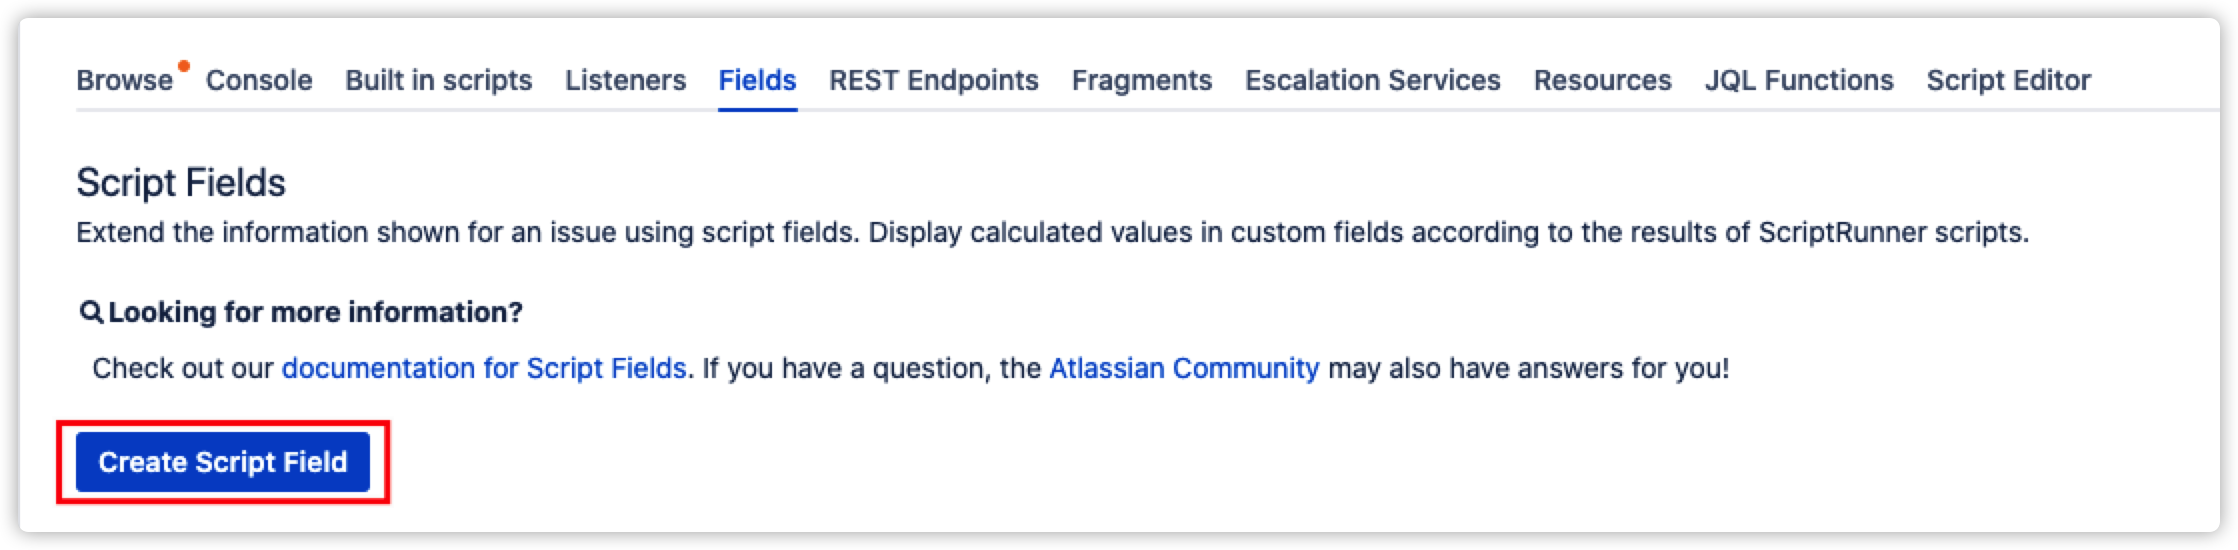 Browse Console Built in scripts Listeners Fields REST Endpoints Fragments Escalation Services Resources JQL Functions Script Editor
Script Fields
Extend the information shown for an issue using script fields. Display calculated values in custom fields according to the results of ScriptRunner scripts.
Looking for more information?
Check out our documentation for Script Fields. If you have a question, the Atlassian Community may also have answers for you!
Create Script Field